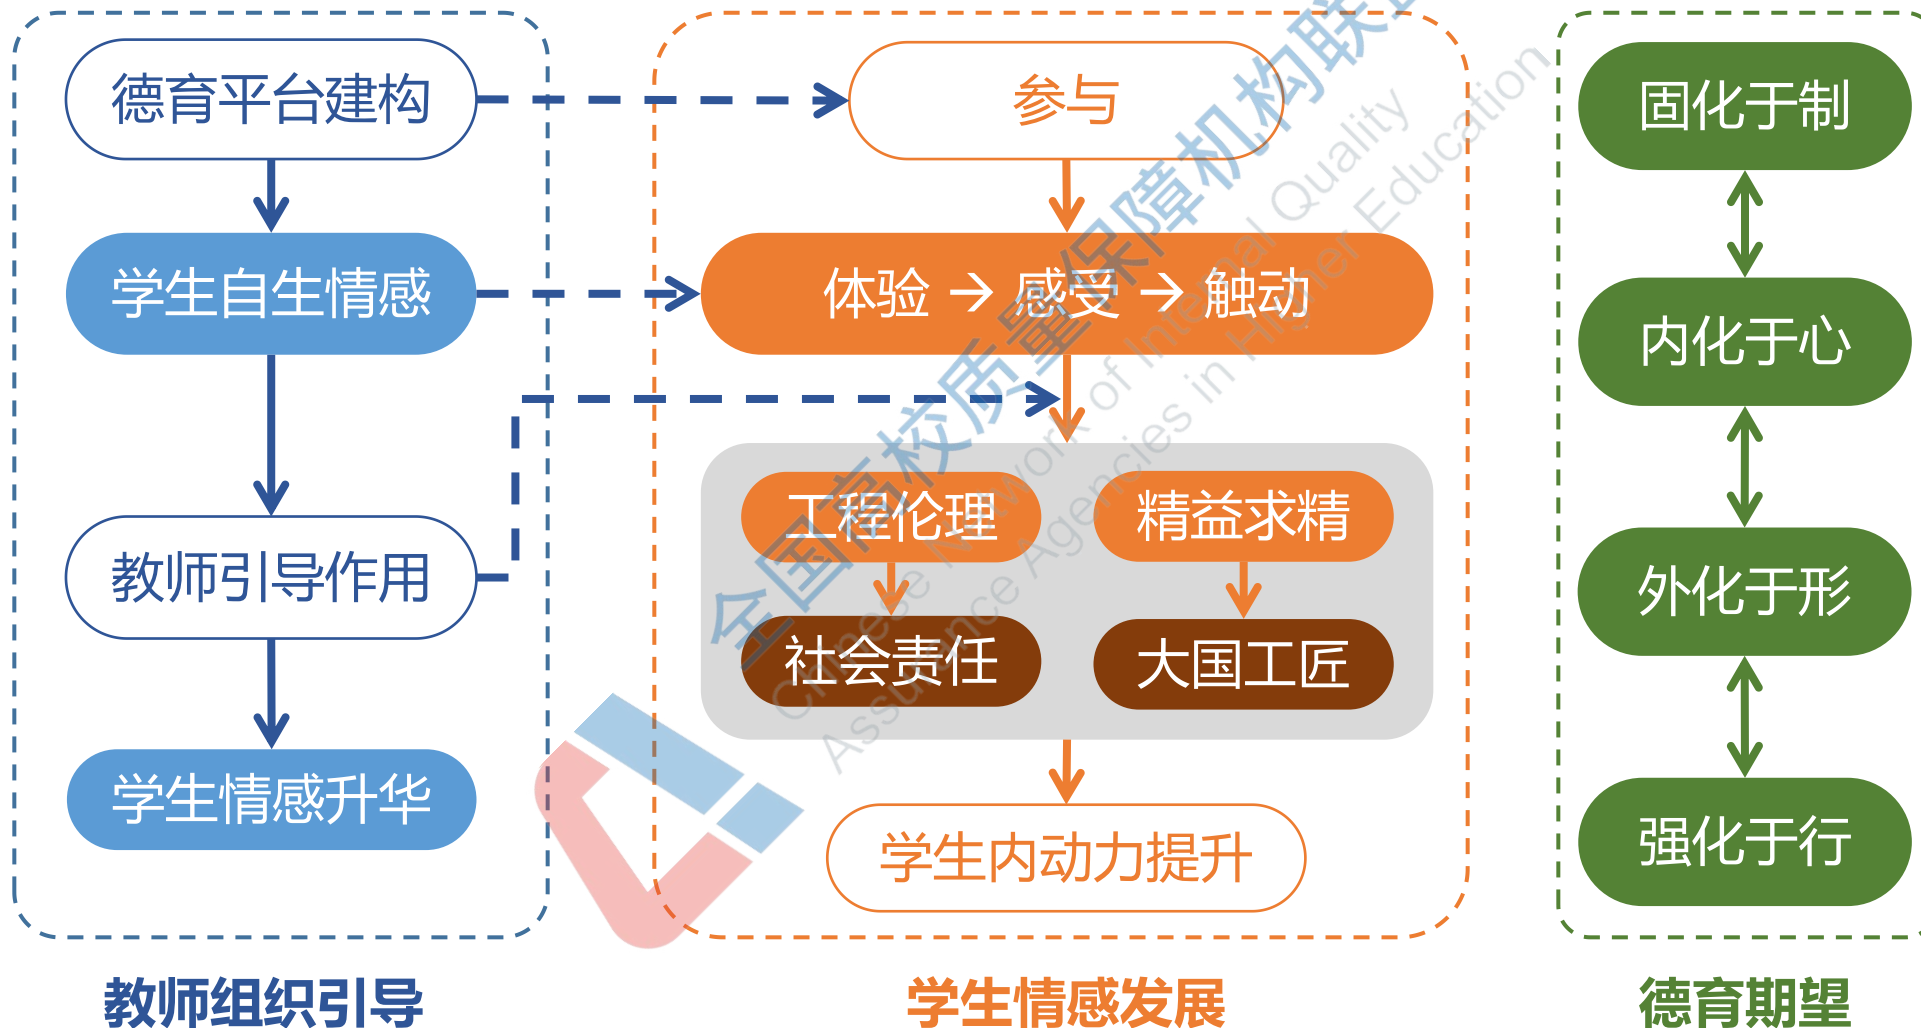 德育平台建构
学生自生情感
教师引导作用
学生情感升华
教师组织引导
参与
体验→感受→触动
工程伦理
精益求精
社会责任
大国工匠
学生内动力提升
学生情感发展
固化于制
内化于心
外化于形
强化于行
德育期望
全国高校质量保障机构联
Chinese Network of Internal Quality
Assurance Agencies in Higher Education